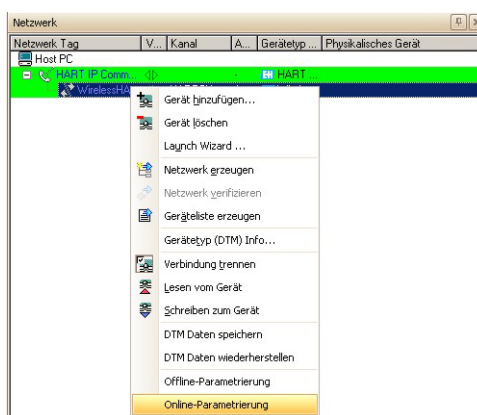 Netzwerk
Netzwerk Tag V... Kanal A... Gerätetyp ... Physikalisches Gerät
Host PC
HART IP Comm... HART ...
WirelessHA
Gerät hinzufügen...
Gerät löschen
Launch Wizard ...
Netzwerk erzeugen
Netzwerk verifizieren
Geräteliste erzeugen
Gerätetyp (DTM) Info...
Verbindung trennen
Lesen vom Gerät
Schreiben zum Gerät
DTM Daten speichern
DTM Daten wiederherstellen
Offline-Parametrierung
Online-Parametrierung